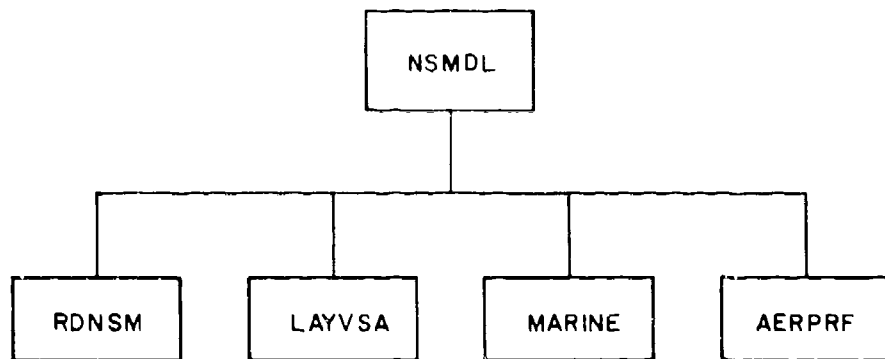 NSMDL
RDNSM
LAYVSA
MARINE
AERPRF